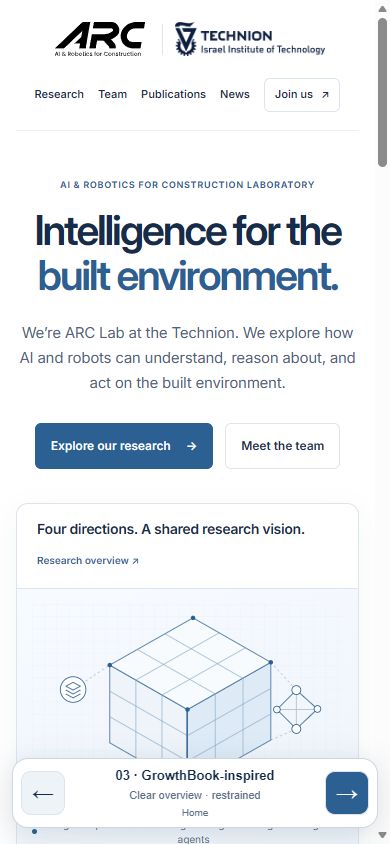 ARC
AI & Robotics for Construction
TECHNION
Israel Institute of Technology
Research Team Publications News Join us ↗
AI & ROBOTICS FOR CONSTRUCTION LABORATORY
Intelligence for the
built environment.
We’re ARC Lab at the Technion. We explore how
AI and robots can understand, reason about, and
act on the built environment.
Explore our research →
Meet the team
Four directions. A shared research vision.
Research overview ↗
03 · GrowthBook-inspired
Clear overview · restrained
Home
agents